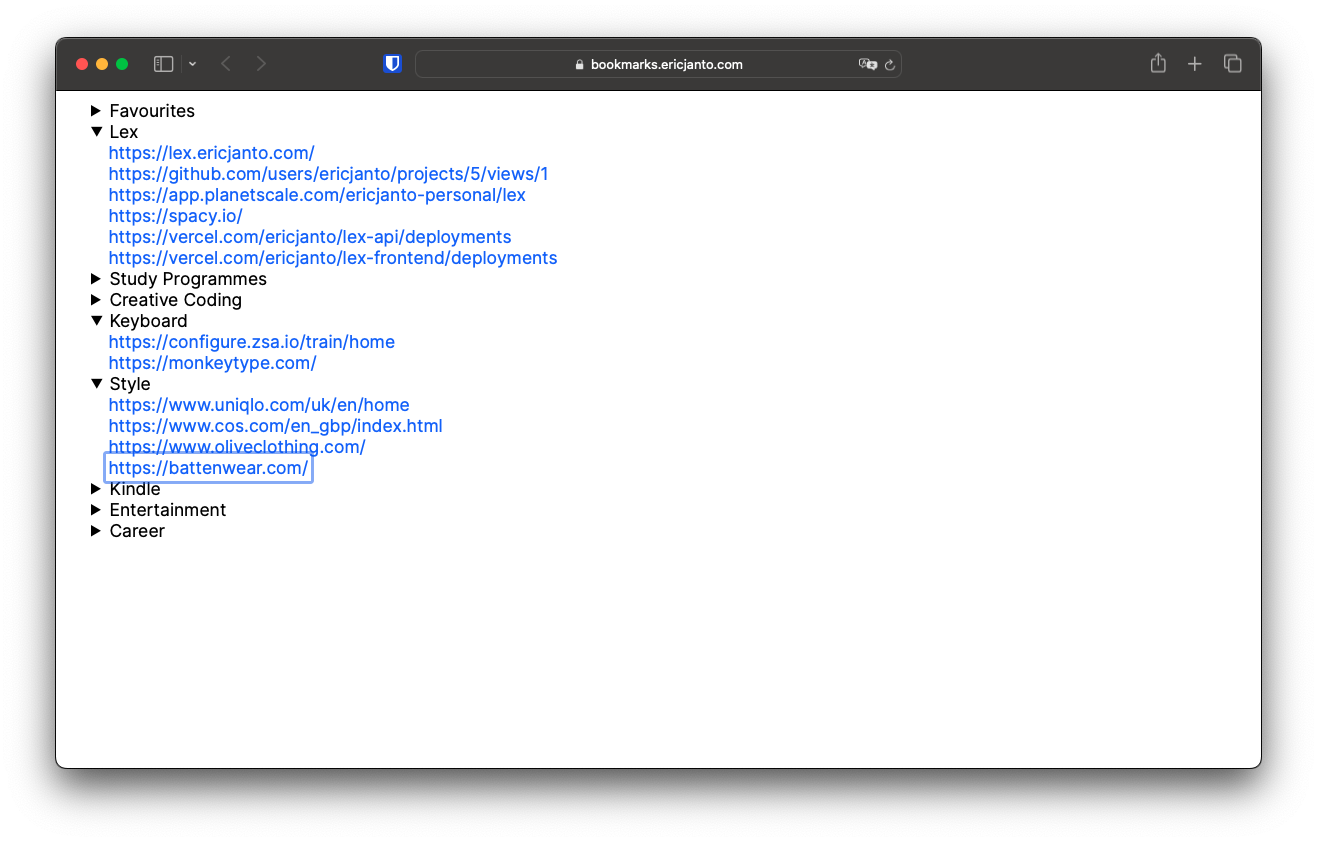 bookmarks.ericjanto.com
Favourites
Lex
https://lex.ericjanto.com/
https://github.com/users/ericjanto/projects/5/views/1
https://app.planetscale.com/ericjanto-personal/lex
https://spacy.io/
https://vercel.com/ericjanto/lex-api/deployments
https://vercel.com/ericjanto/lex-frontend/deployments
Study Programmes
Creative Coding
Keyboard
https://configure.zsa.io/train/home
https://monkeytype.com/
Style
https://www.uniqlo.com/uk/en/home
https://www.cos.com/en_gbp/index.html
https://www.oliveclothing.com/
https://battenwear.com/
Kindle
Entertainment
Career